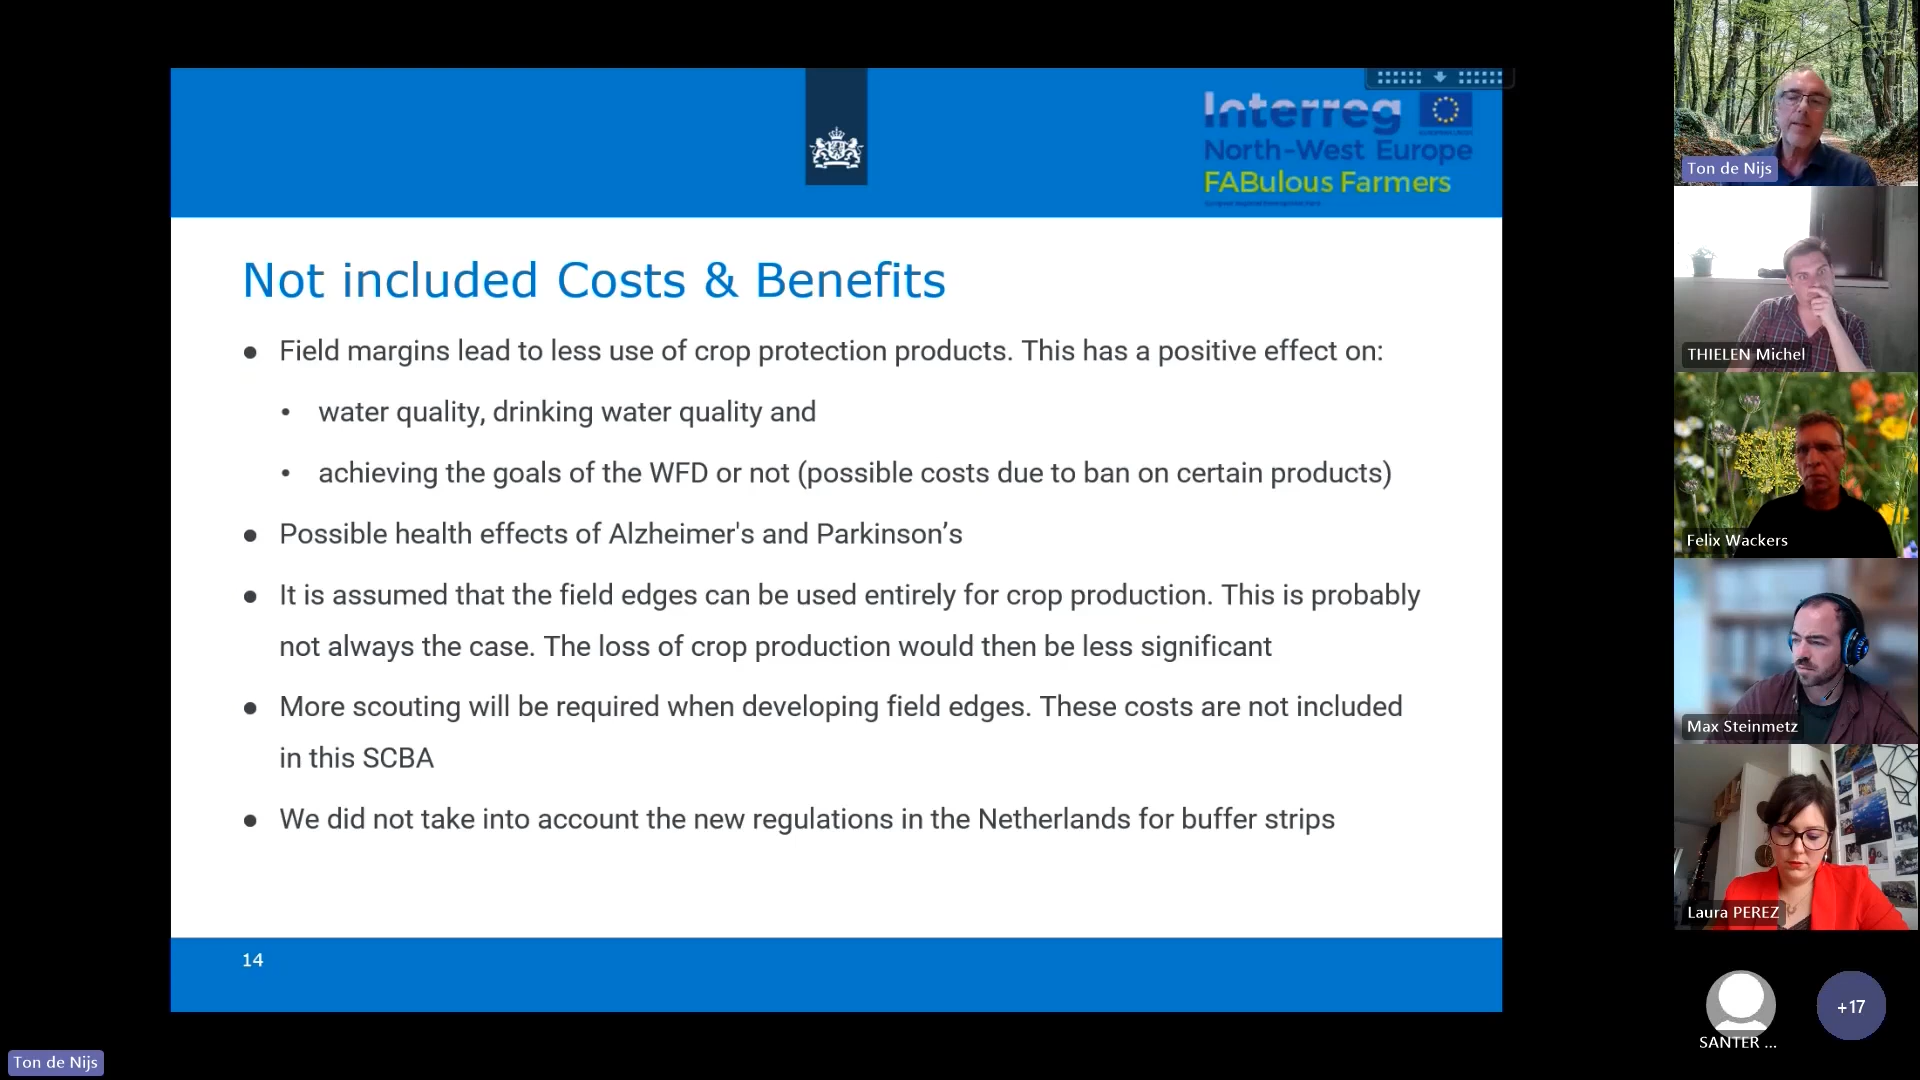 Interreg
North-West Europe
FABulous Farmers
Not included Costs & Benefits
● Field margins lead to less use of crop protection products. This has a positive effect on:
• water quality, drinking water quality and
• achieving the goals of the WFD or not (possible costs due to ban on certain products)
● Possible health effects of Alzheimer's and Parkinson’s
● It is assumed that the field edges can be used entirely for crop production. This is probably
not always the case. The loss of crop production would then be less significant
● More scouting will be required when developing field edges. These costs are not included
in this SCBA
● We did not take into account the new regulations in the Netherlands for buffer strips
14
Ton de Nijs
Ton de Nijs
THIELEN Michel
Felix Wackers
Max Steinmetz
Laura PEREZ
SANTER ...
+17